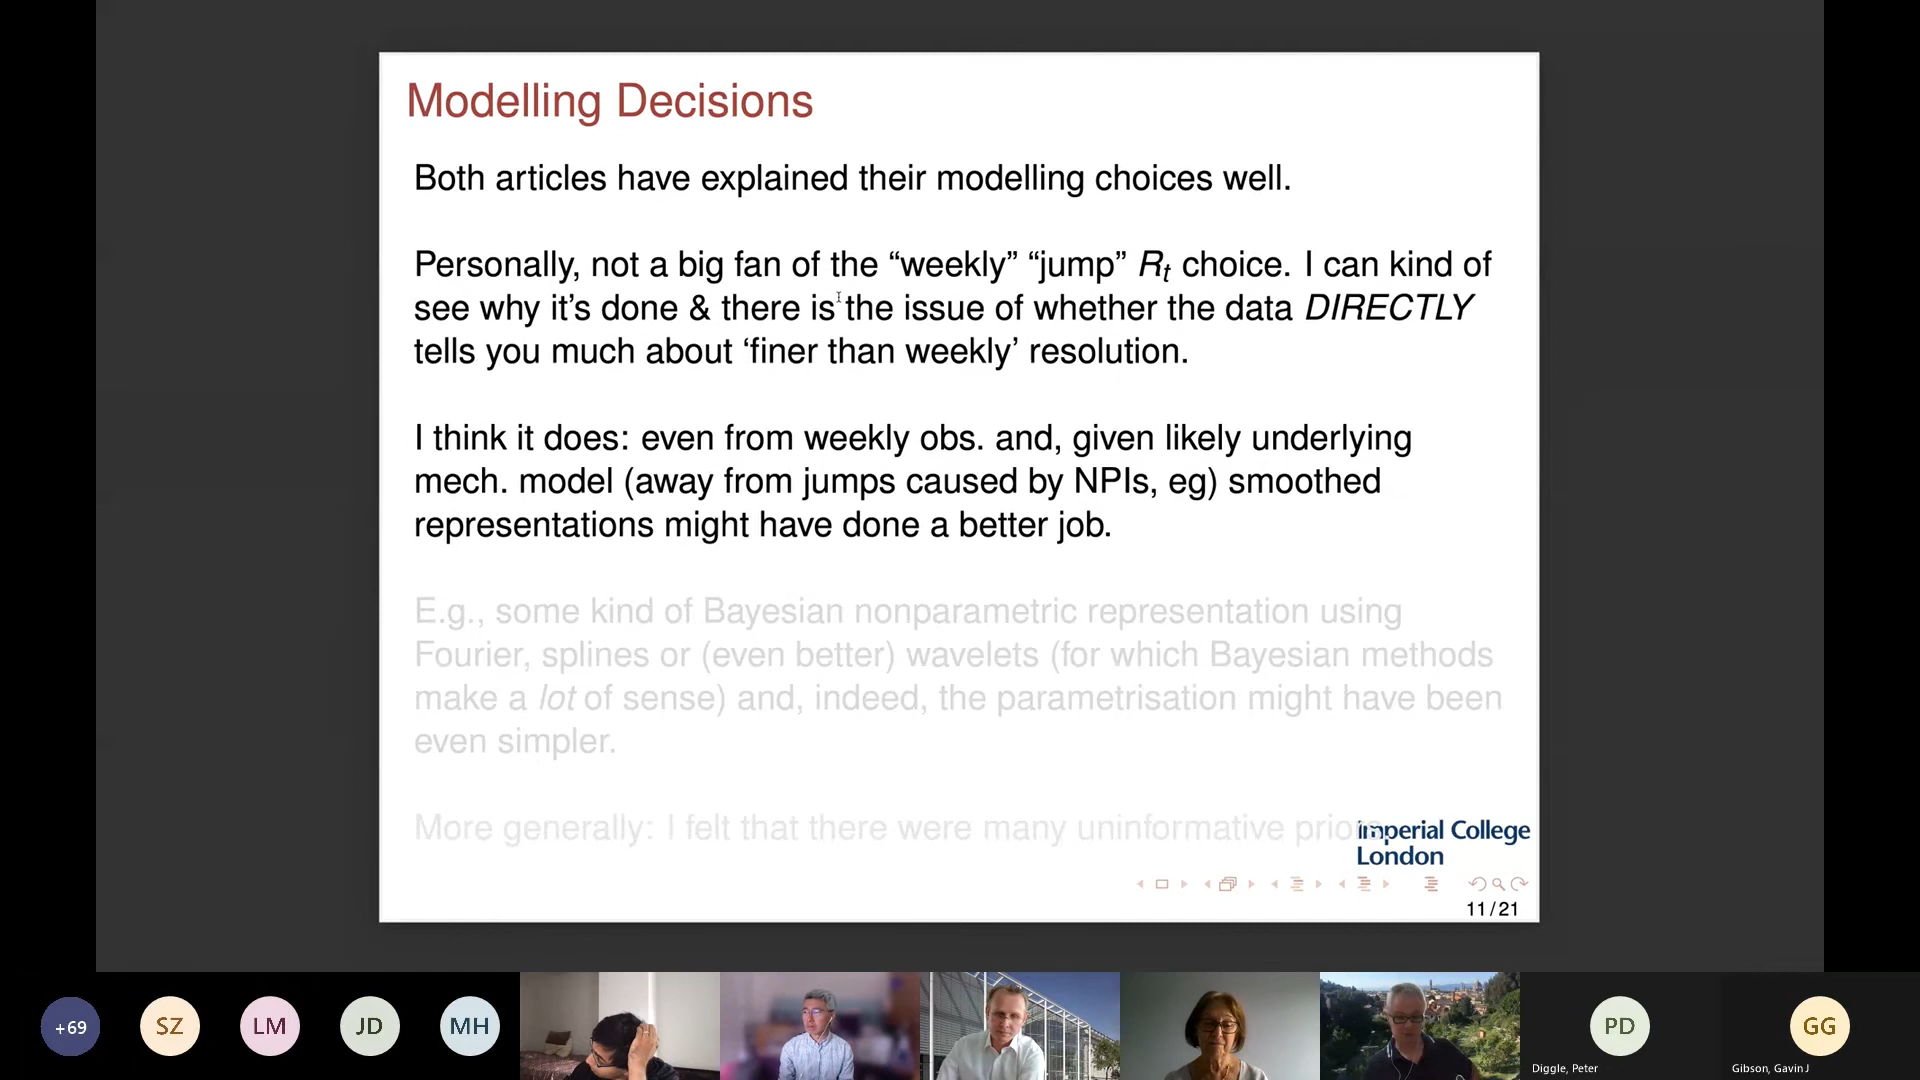 Modelling Decisions
Both articles have explained their modelling choices well.
Personally, not a big fan of the “weekly” “jump” Rt choice. I can kind of
see why it’s done & there is the issue of whether the data DIRECTLY
tells you much about ‘finer than weekly’ resolution.
I think it does: even from weekly obs. and, given likely underlying
mech. model (away from jumps caused by NPIs, eg) smoothed
representations might have done a better job.
E.g., some kind of Bayesian nonparametric representation using
Fourier, splines or (even better) wavelets (for which Bayesian methods
make a lot of sense) and, indeed, the parametrisation might have been
even simpler.
More generally: I felt that there were many uninformative priors.
Imperial College
London
11/21
+69
SZ
LM
JD
MH
PD
GG
Diggle, Peter
Gibson, Gavin J